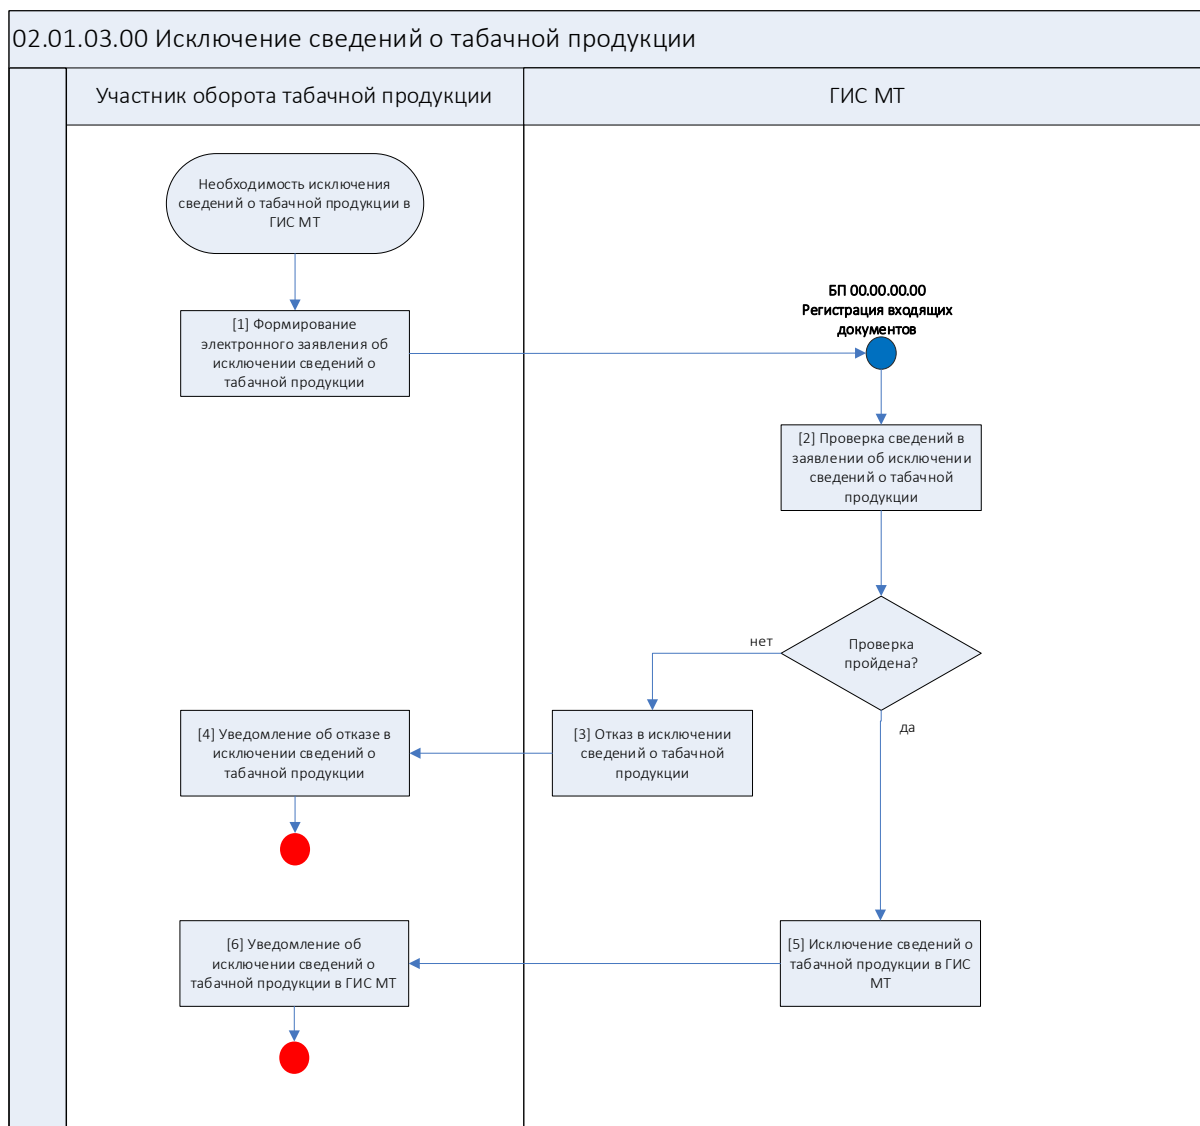 02.01.03.00 Исключение сведений о табачной продукции
Участник оборота табачной продукции
ГИС МТ
Необходимость исключения
сведений о табачной продукции в
ГИС МТ
БП 00.00.00.00
Регистрация входящих
документов
[1] Формирование
электронного заявления об
исключении сведений о
табачной продукции
[2] Проверка сведений в
заявлении об исключении
сведений о табачной
продукции
нет
Проверка
пройдена?
да
[4] Уведомление об отказе в
исключении сведений о
табачной продукции
[3] Отказ в исключении
сведений о табачной
продукции
[6] Уведомление об
исключении сведений о
табачной продукции в ГИС МТ
[5] Исключение сведений о
табачной продукции в ГИС
МТ